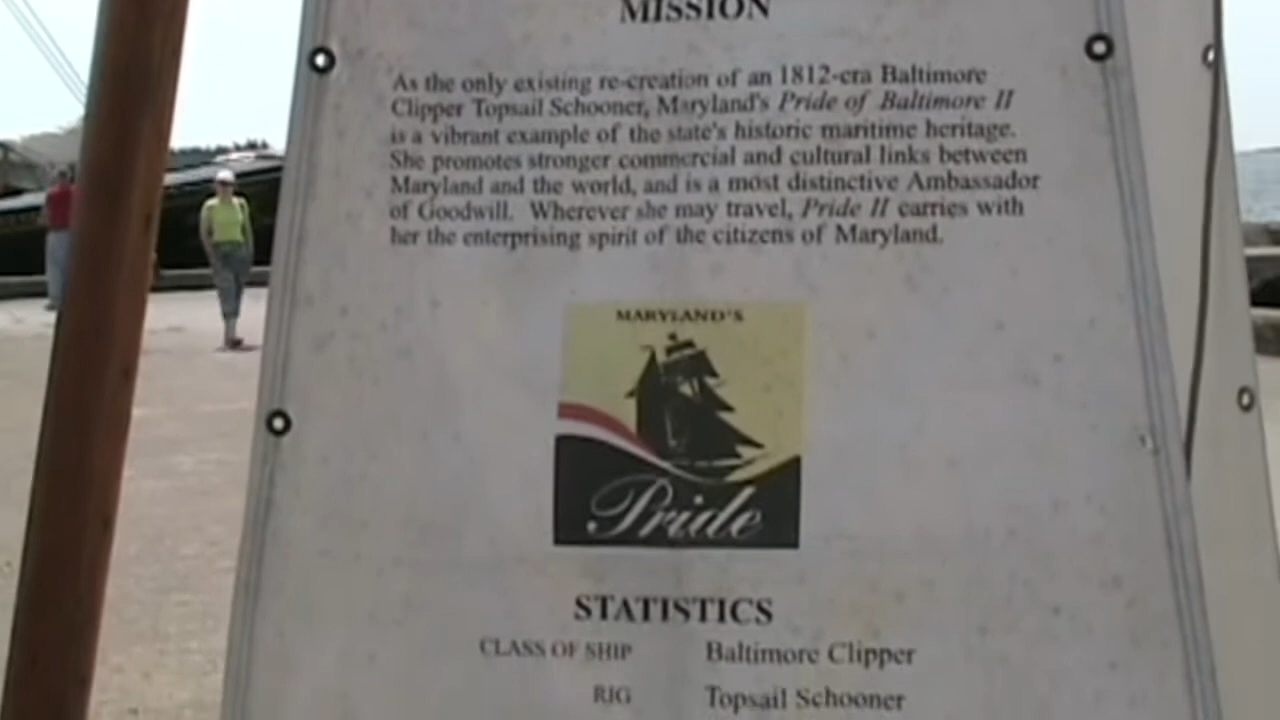 MISSION
As the only existing re-creation of an 1812-era Baltimore
Clipper Topsail Schooner, Maryland's Pride of Baltimore II
is a vibrant example of the state's historic maritime heritage.
She promotes stronger commercial and cultural links between
Maryland and the world, and is a most distinctive Ambassador
of Goodwill. Wherever she may travel, Pride II carries with
her the enterprising spirit of the citizens of Maryland.
MARYLAND'S
Pride
STATISTICS
CLASS OF SHIP Baltimore Clipper
RIG Topsail Schooner